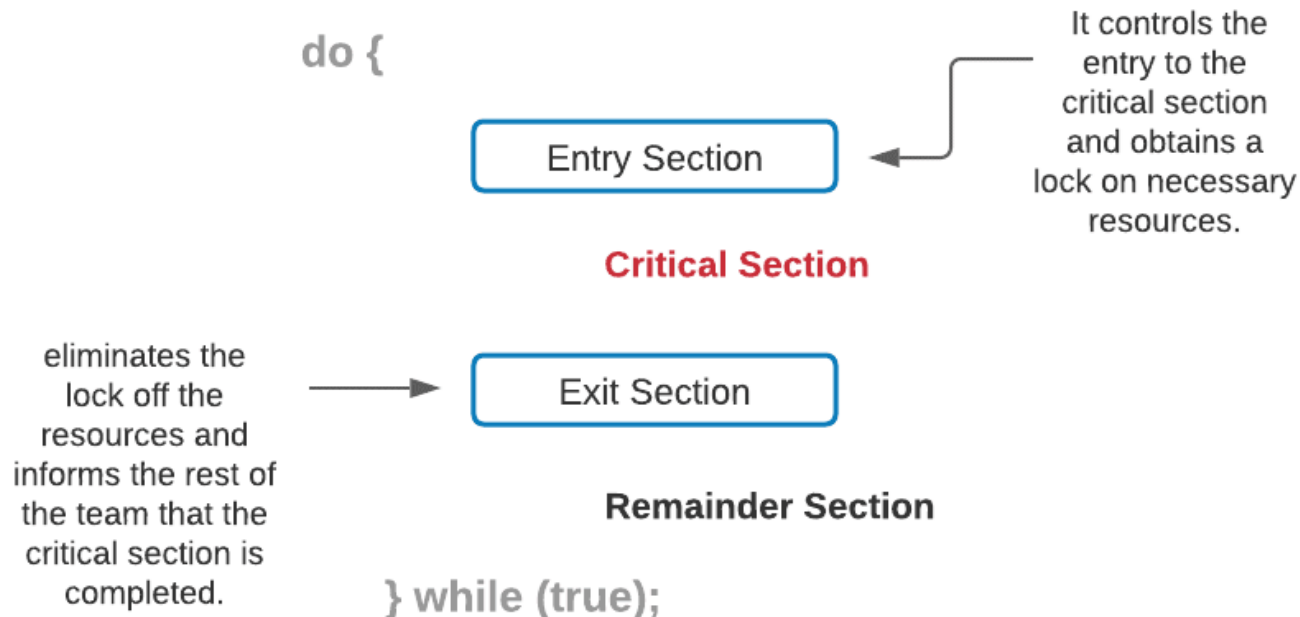 do {
It controls the
entry to the
critical section
and obtains a
lock on necessary
resources.
Entry Section
Critical Section
eliminates the
lock off the
resources and
informs the rest of
the team that the
critical section is
completed.
Exit Section
Remainder Section
} while (true);